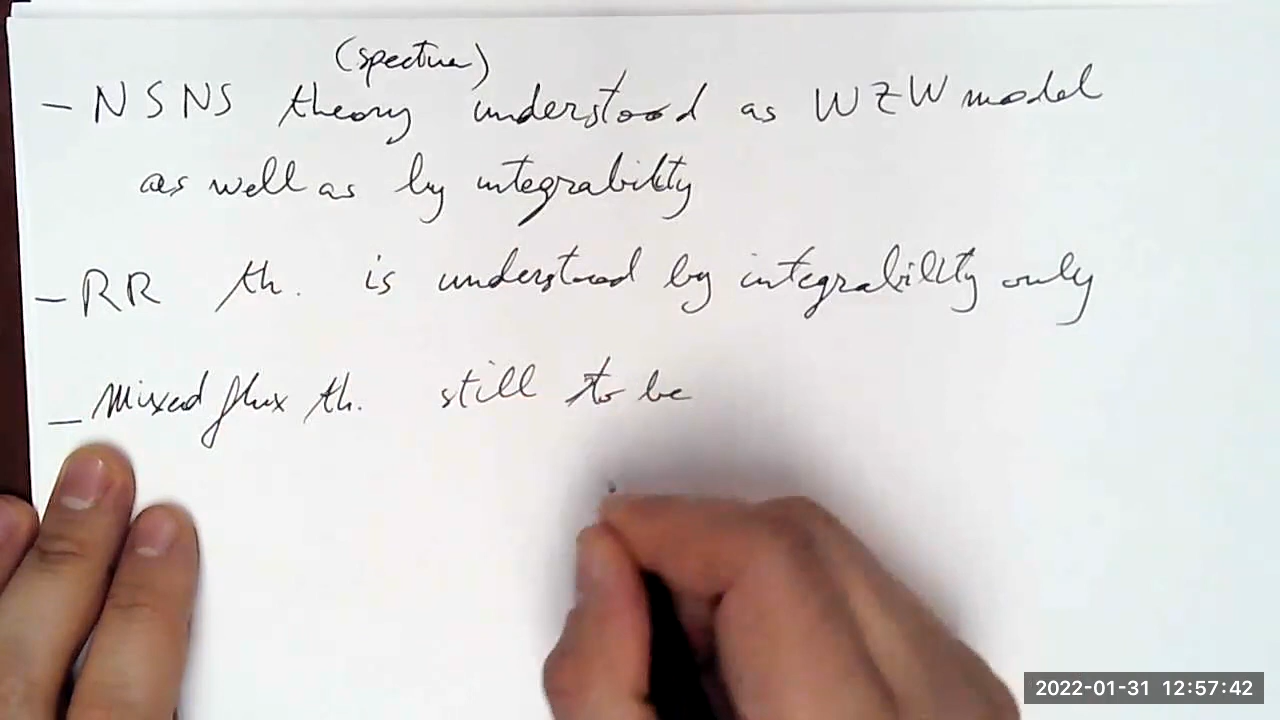 (spectrum)
- NSNS theory understood as WZW model
as well as by integrability
- RR th. is understood by integrability only
- Mixed flux th. still to be
2022-01-31 12:57:42